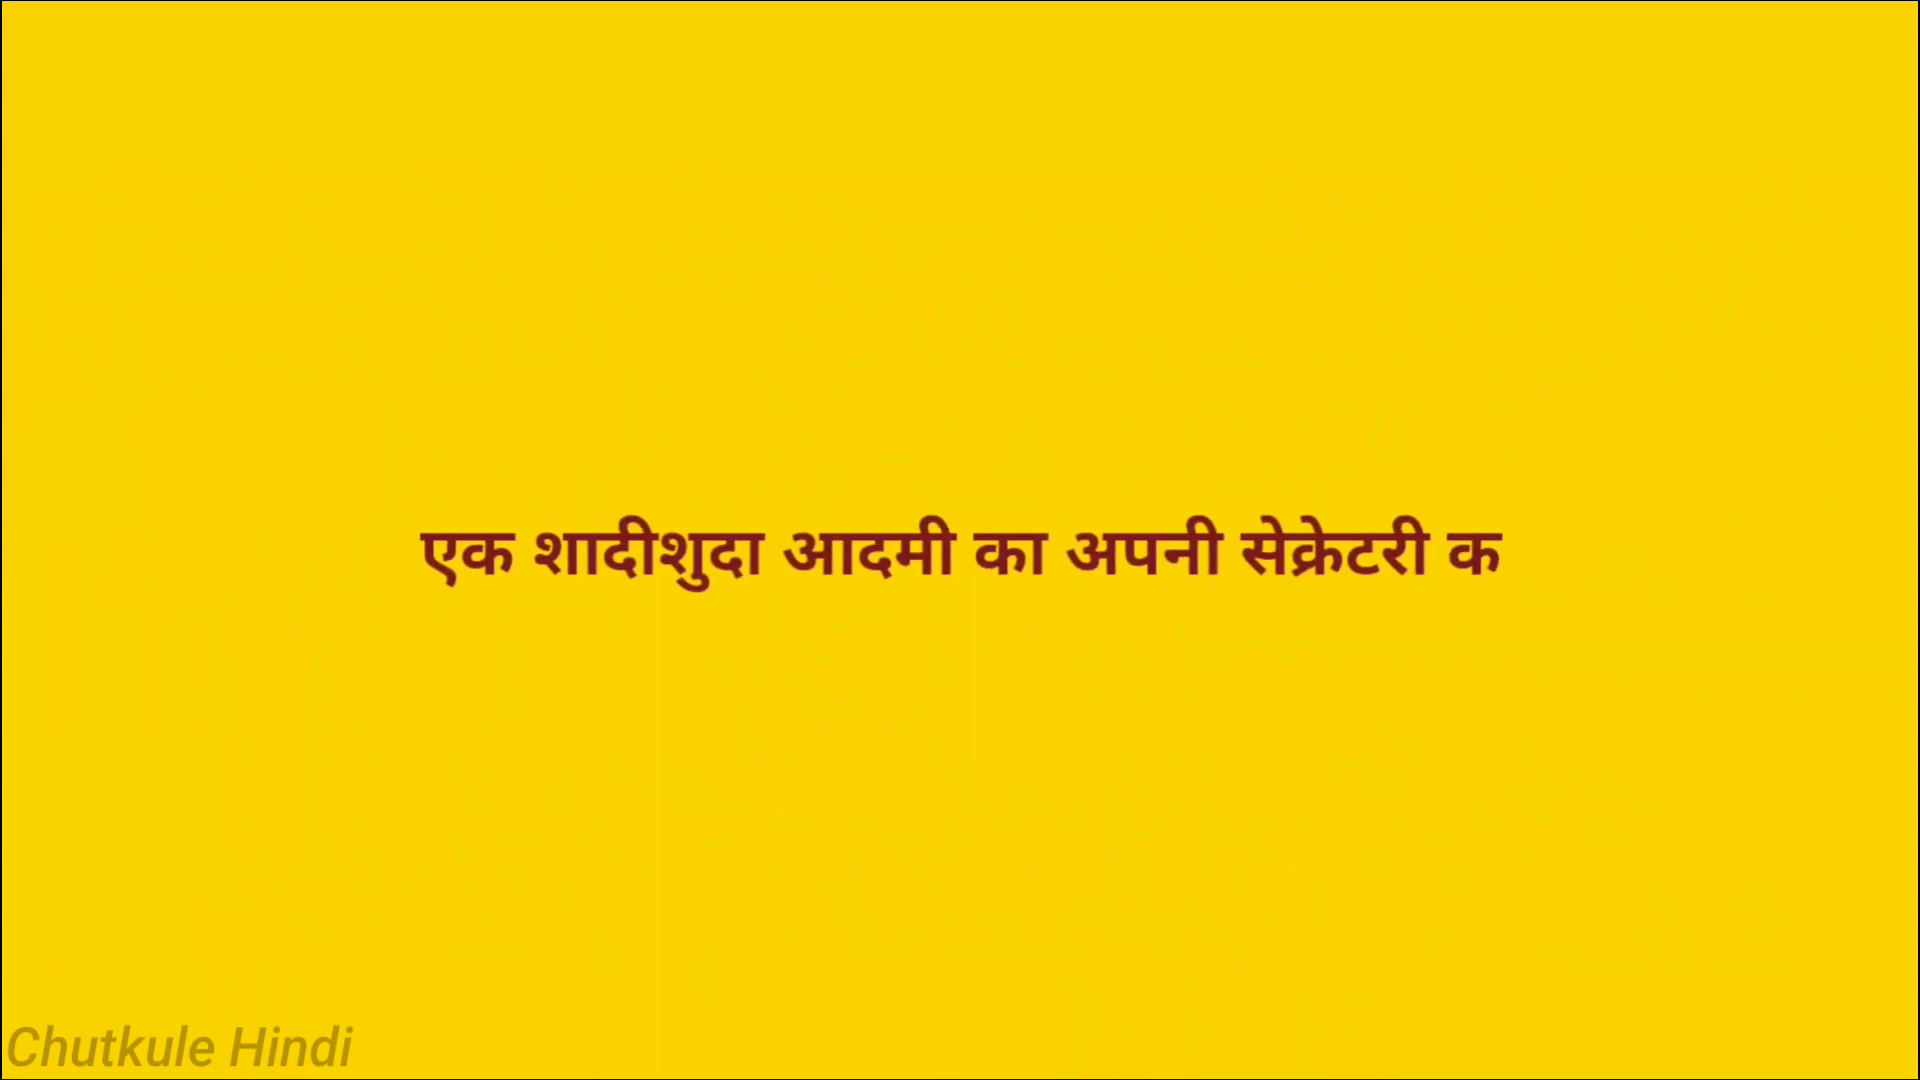 एक शादीशुदा आदमी का अपनी सेक्रेटरी क
Chutkule Hindi